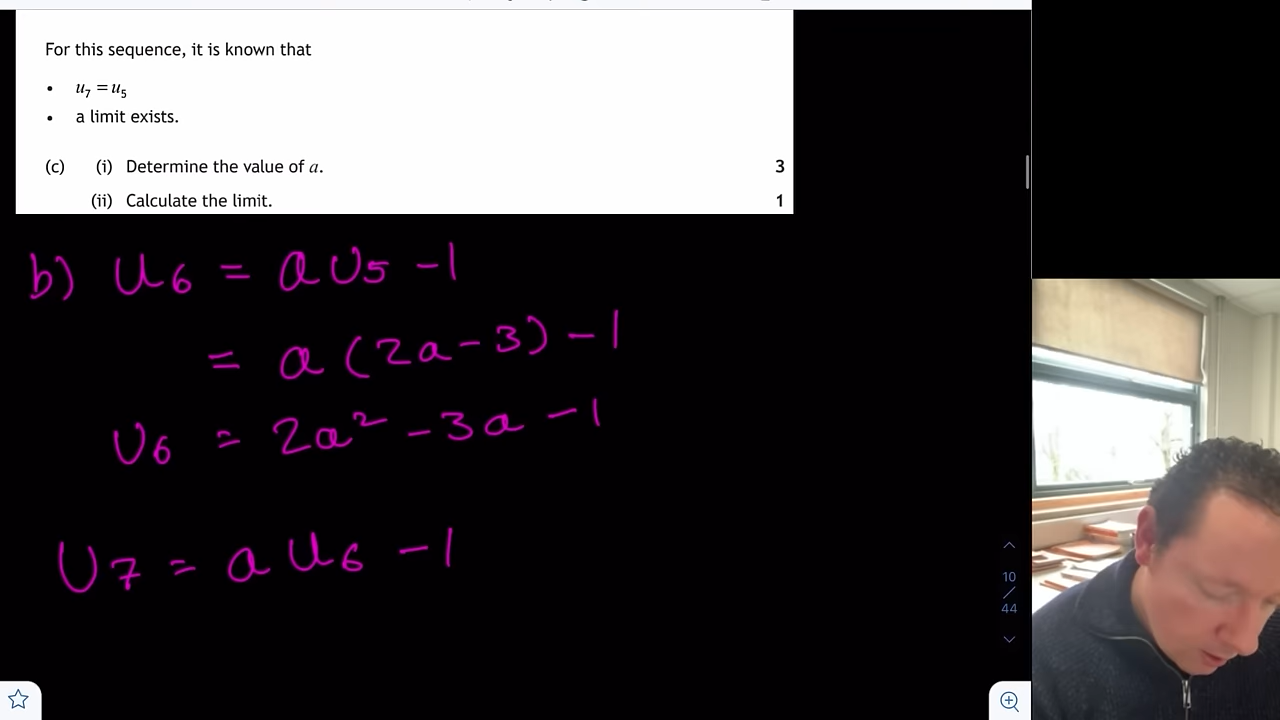 For this sequence, it is known that
• u₇ = u₅
• a limit exists.
(c) (i) Determine the value of a. 3
(ii) Calculate the limit. 1
b) U₆ = aU₅ - 1
= a(2a - 3) - 1
U₆ = 2a² - 3a - 1
U₇ = aU₆ - 1
10
/
44